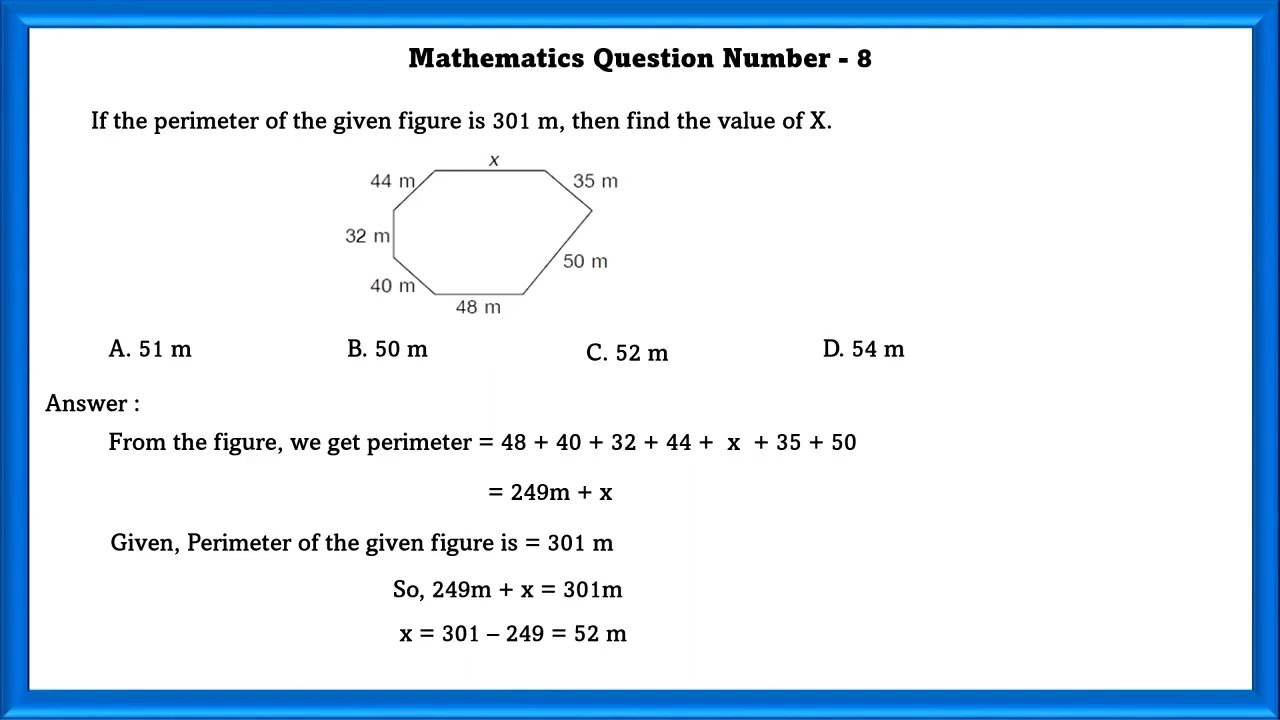 Mathematics Question Number - 8
If the perimeter of the given figure is 301 m, then find the value of X.
x
44 m
35 m
32 m
50 m
40 m
48 m
A. 51 m
B. 50 m
C. 52 m
D. 54 m
Answer :
From the figure, we get perimeter = 48 + 40 + 32 + 44 + x + 35 + 50
= 249m + x
Given, Perimeter of the given figure is = 301 m
So, 249m + x = 301m
x = 301 – 249 = 52 m